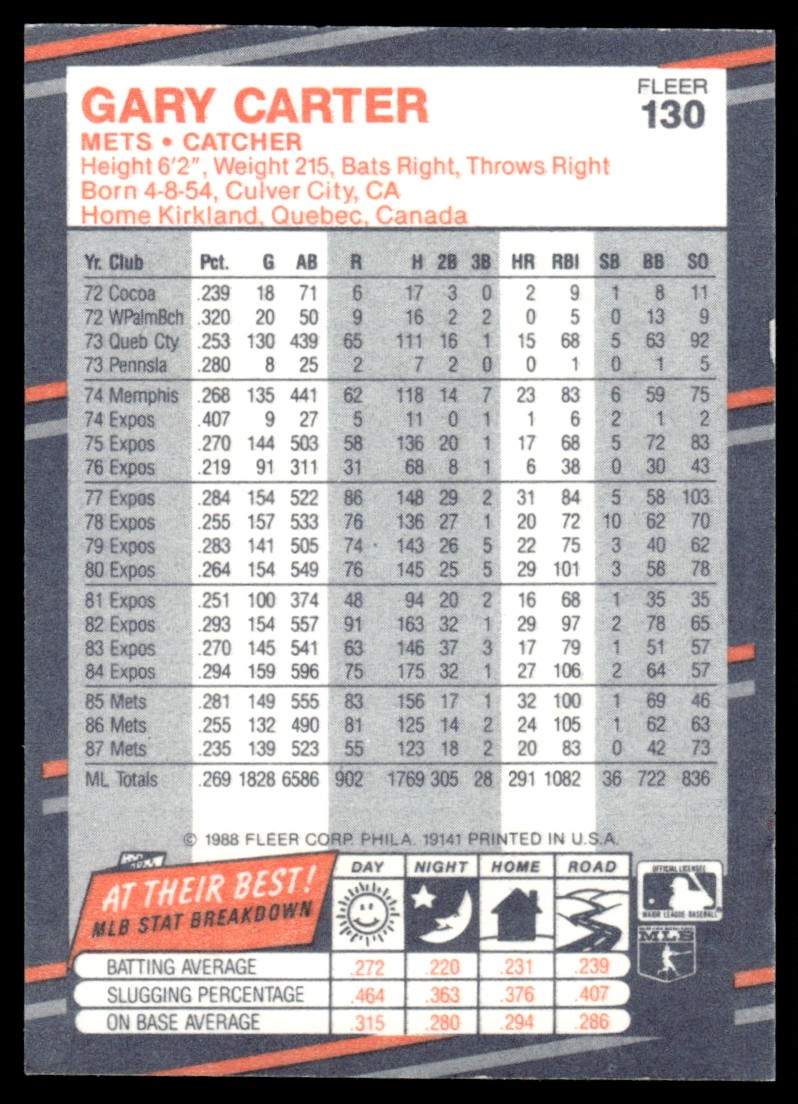 GARY CARTER
FLEER
130
METS • CATCHER
Height 6'2", Weight 215, Bats Right, Throws Right
Born 4-8-54, Culver City, CA
Home Kirkland, Quebec, Canada
Yr. Club Pct. G AB R H 2B 3B HR RBI SB BB SO
72 Cocoa .239 18 71 6 17 3 0 2 9 1 8 11
72 WPalmBch .320 20 50 9 16 2 2 0 5 0 13 9
73 Queb Cty .253 130 439 65 111 16 1 15 68 5 63 92
73 Pennsla .280 8 25 2 7 2 0 0 1 0 1 5
74 Memphis .268 135 441 62 118 14 7 23 83 6 59 75
74 Expos .407 9 27 5 11 0 1 1 6 2 1 2
75 Expos .270 144 503 58 136 20 1 17 68 5 72 83
76 Expos .219 91 311 31 68 8 1 6 38 0 30 43
77 Expos .284 154 522 86 148 29 2 31 84 5 58 103
78 Expos .255 157 533 76 136 27 1 20 72 10 62 70
79 Expos .283 141 505 74 143 26 5 22 75 3 40 62
80 Expos .264 154 549 76 145 25 5 29 101 3 58 78
81 Expos .251 100 374 48 94 20 2 16 68 1 35 35
82 Expos .293 154 557 91 163 32 1 29 97 2 78 65
83 Expos .270 145 541 63 146 37 3 17 79 1 51 57
84 Expos .294 159 596 75 175 32 1 27 106 2 64 57
85 Mets .281 149 555 83 156 17 1 32 100 1 69 46
86 Mets .255 132 490 81 125 14 2 24 105 1 62 63
87 Mets .235 139 523 55 123 18 2 20 83 0 42 73
ML Totals .269 1828 6586 902 1769 305 28 291 1082 36 722 836
© 1988 FLEER CORP. PHILA. 19141 PRINTED IN U.S.A.
AT THEIR BEST!
MLB STAT BREAKDOWN
DAY NIGHT HOME ROAD
OFFICIAL LICENSEE
MAJOR LEAGUE BASEBALL
MLB
BATTING AVERAGE .272 .220 .231 .239
SLUGGING PERCENTAGE .464 .363 .376 .407
ON BASE AVERAGE .315 .280 .294 .286